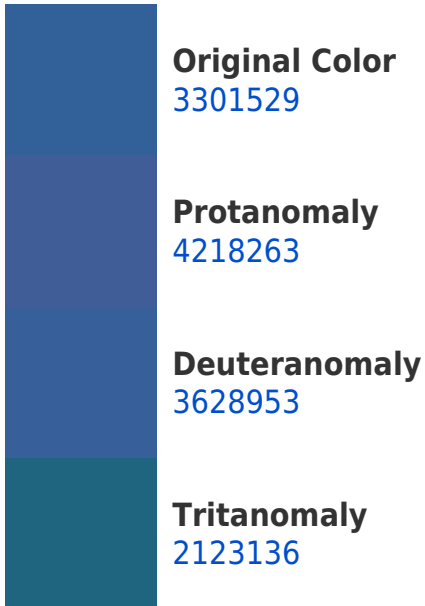 Original Color
3301529
Protanomaly
4218263
Deuteranomaly
3628953
Tritanomaly
2123136